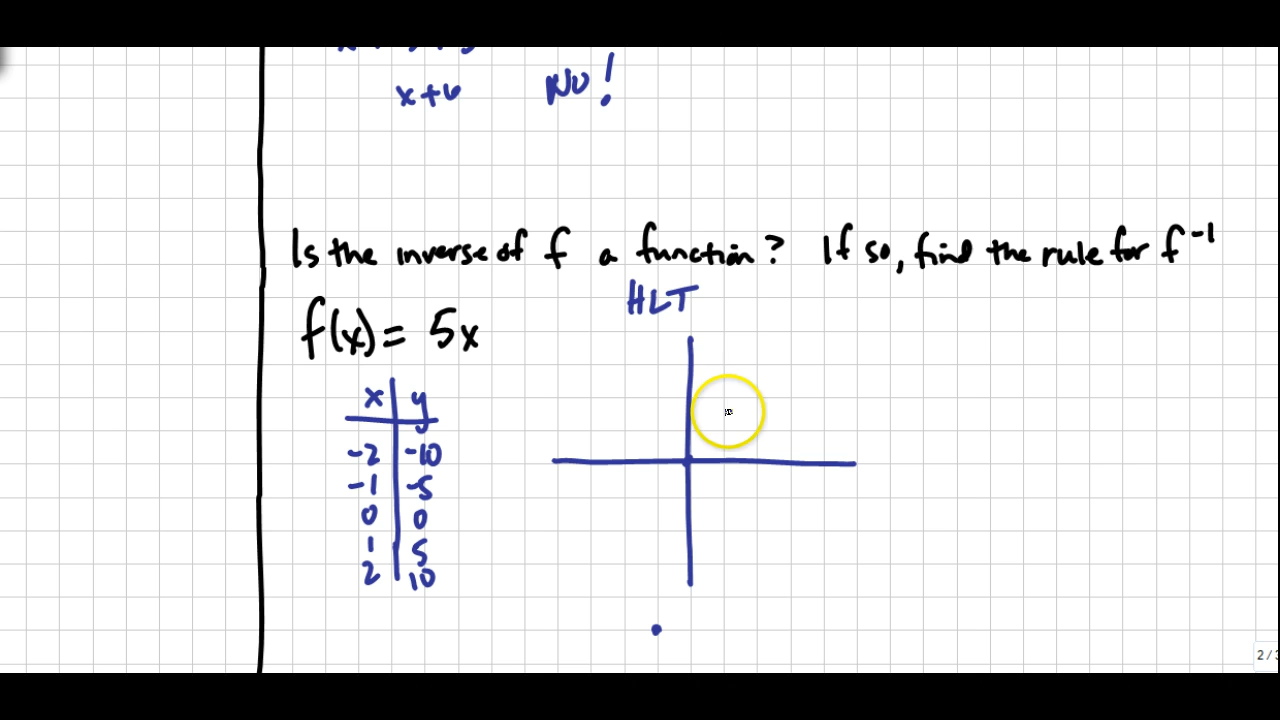 x+6 NO!
Is the inverse of f a function? If so, find the rule for f⁻¹
HLT
f(x) = 5x
x y
-2 -10
-1 -5
0 0
1 5
2 10
2 / 3